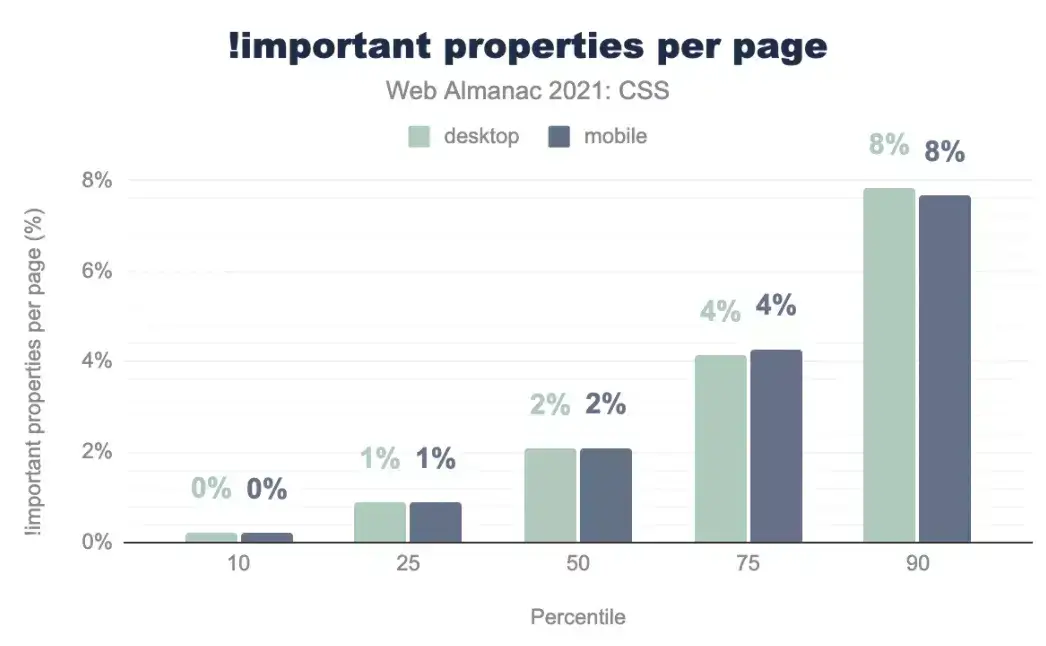 !important properties per page
Web Almanac 2021: CSS
desktop mobile
8% 8%
8%
6%
4% 4%
4%
2% 2%
2%
1% 1%
0% 0%
0%
10 25 50 75 90
Percentile
!important properties per page (%)